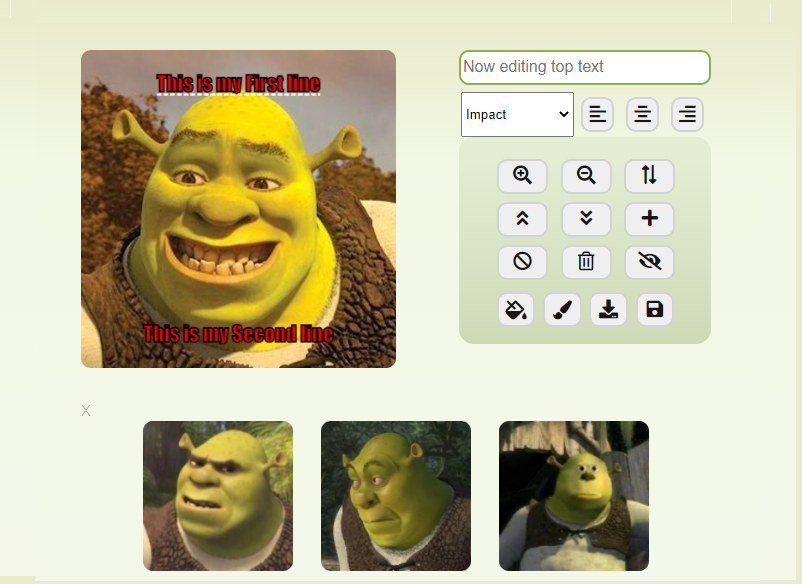 This is my First line
Now editing top text
Impact
This is my Second line
X